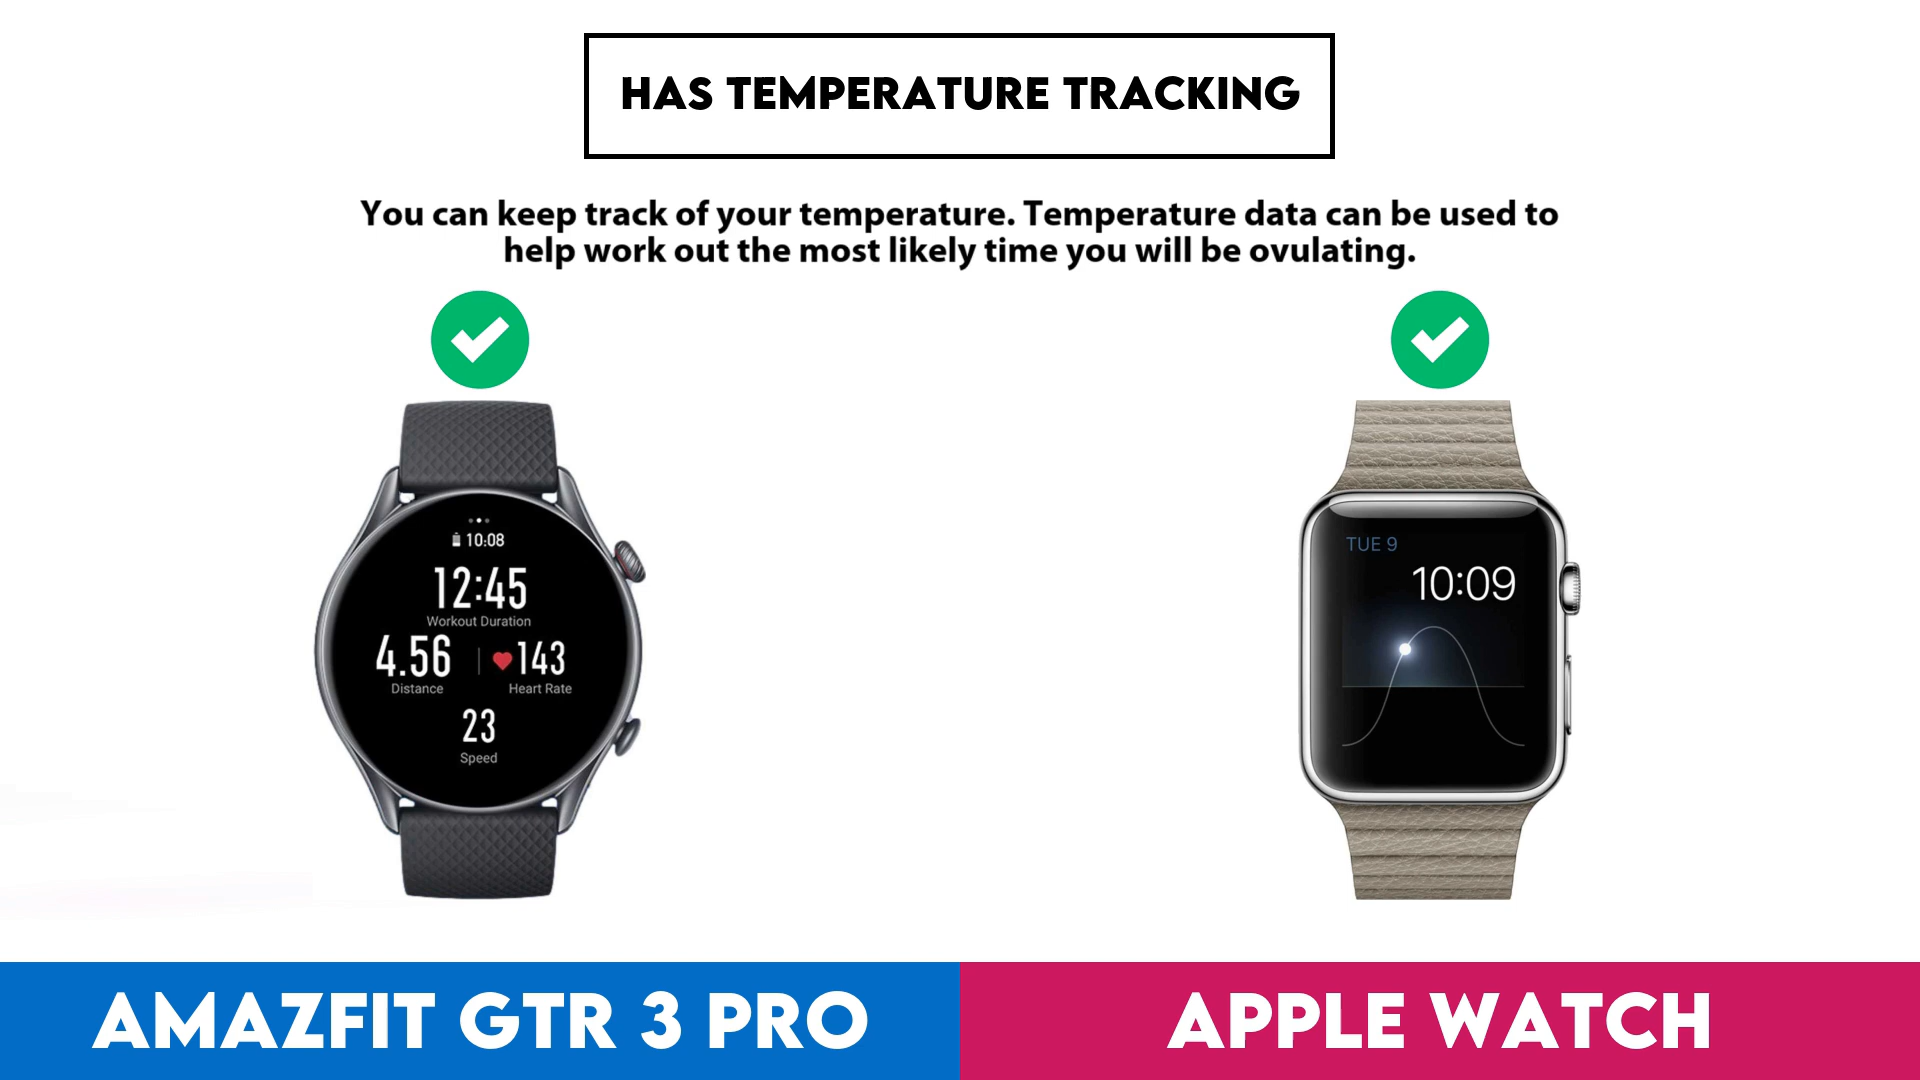 HAS TEMPERATURE TRACKING
You can keep track of your temperature. Temperature data can be used to
help work out the most likely time you will be ovulating.
10:08
12:45
Workout Duration
4.56 143
Distance Heart Rate
23
Speed
TUE 9
10:09
AMAZFIT GTR 3 PRO
APPLE WATCH